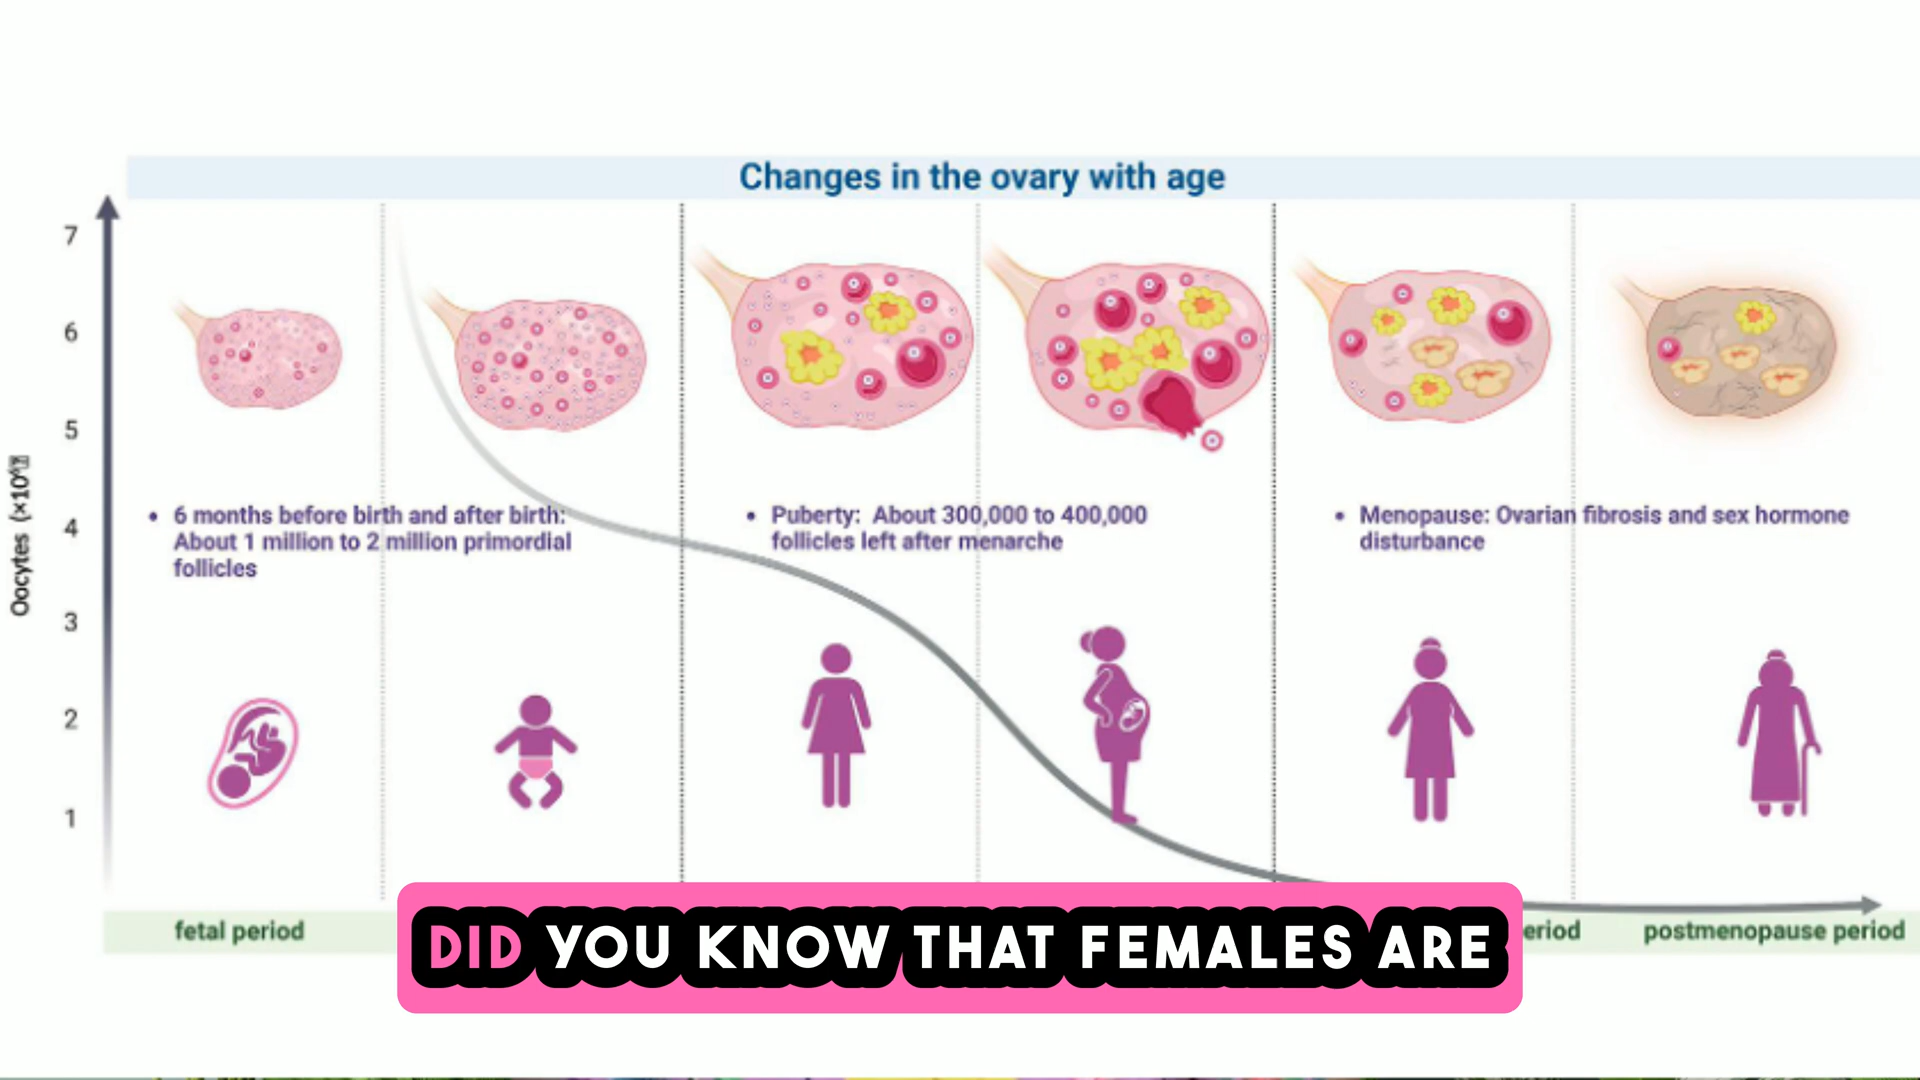 Changes in the ovary with age
7
6
5
4
3
2
1
Oocytes (×10⁶
• 6 months before birth and after birth:
About 1 million to 2 million primordial
follicles
• Puberty: About 300,000 to 400,000
follicles left after menarche
• Menopause: Ovarian fibrosis and sex hormone
disturbance
fetal period
postmenopause period
DID YOU KNOW THAT FEMALES ARE